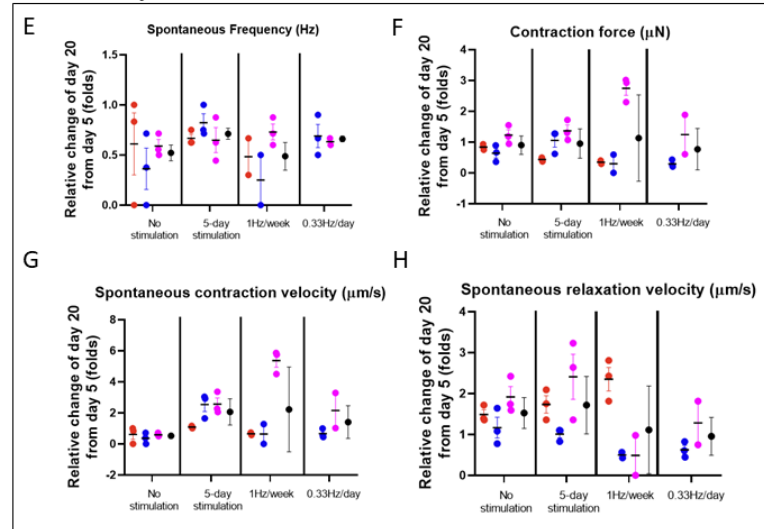 E
Spontaneous Frequency (Hz)
Relative change of day 20
from day 5 (folds)
1.5
1.0
0.5
0.0
No
stimulation
5-day
stimulation
1Hz/week
0.33Hz/day
F
Contraction force (μN)
Relative change of day 20
from day 5 (folds)
4
3
2
1
0
-1
No
stimulation
5-day
stimulation
1Hz/week
0.33Hz/day
G
Spontaneous contraction velocity (μm/s)
Relative change of day 20
from day 5 (folds)
8
6
4
2
0
-2
No
stimulation
5-day
stimulation
1Hz/week
0.33Hz/day
H
Spontaneous relaxation velocity (μm/s)
Relative change of day 20
from day 5 (folds)
4
3
2
1
0
No
stimulation
5-day
stimulation
1Hz/week
0.33Hz/day